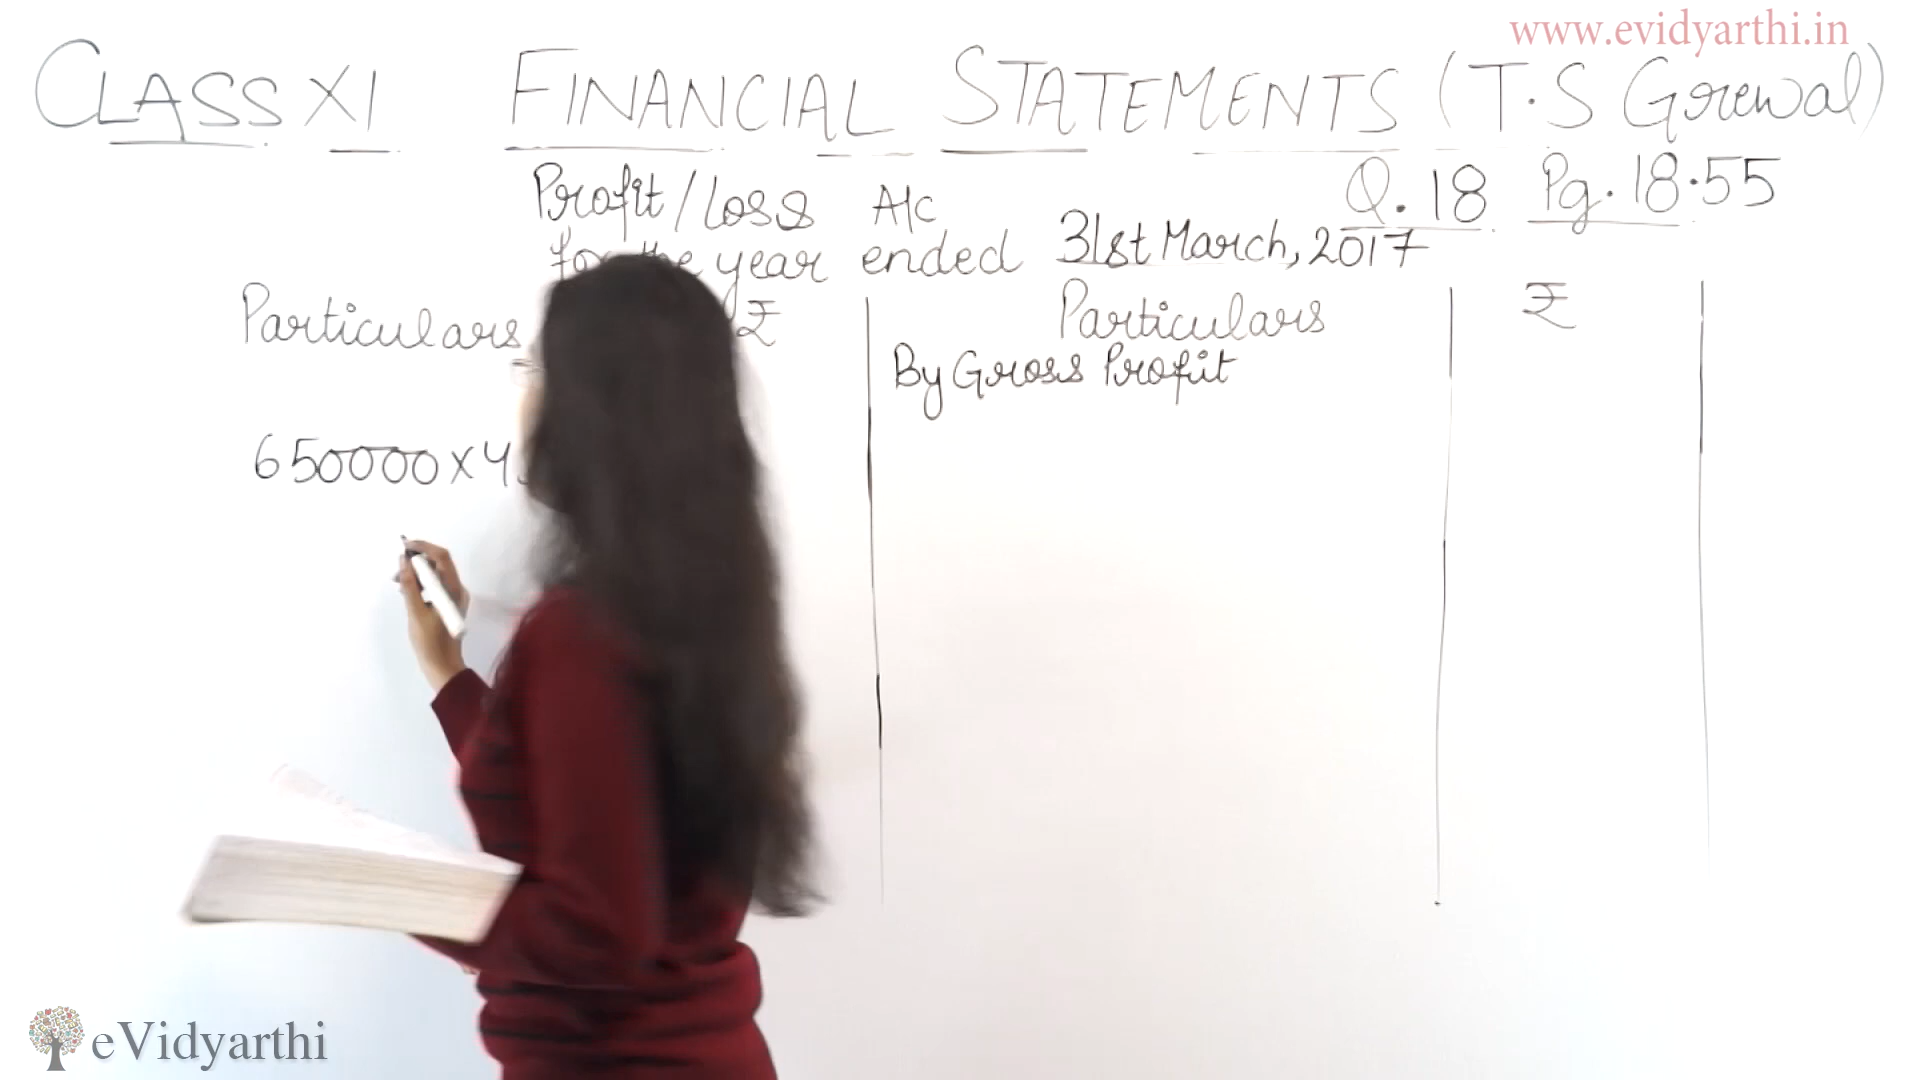 www.evidyarthi.in
CLASS XI FINANCIAL STATEMENTS (T.S Grewal)
Profit/Loss A/c Q.18 Pg. 18.55
year ended 31st March, 2017
Particulars ₹ Particulars ₹
By Gross Profit
650000 x 4
eVidyarthi